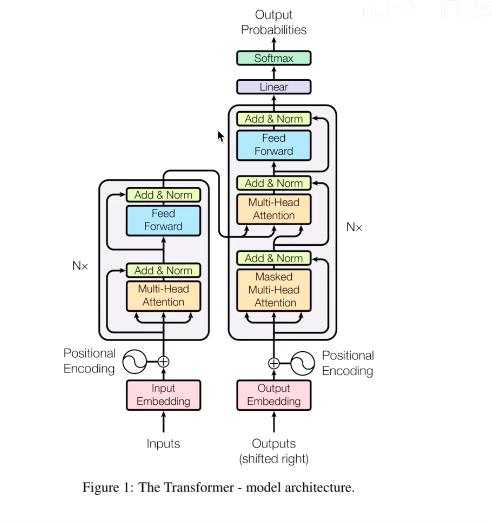 Output
Probabilities
Softmax
Linear
Add & Norm
Feed
Forward
Add & Norm
Multi-Head
Attention
Add & Norm
Masked
Multi-Head
Attention
Nx
Add & Norm
Feed
Forward
Add & Norm
Multi-Head
Attention
Nx
Positional
Encoding
Positional
Encoding
Input
Embedding
Output
Embedding
Inputs
Outputs
(shifted right)
Figure 1: The Transformer - model architecture.